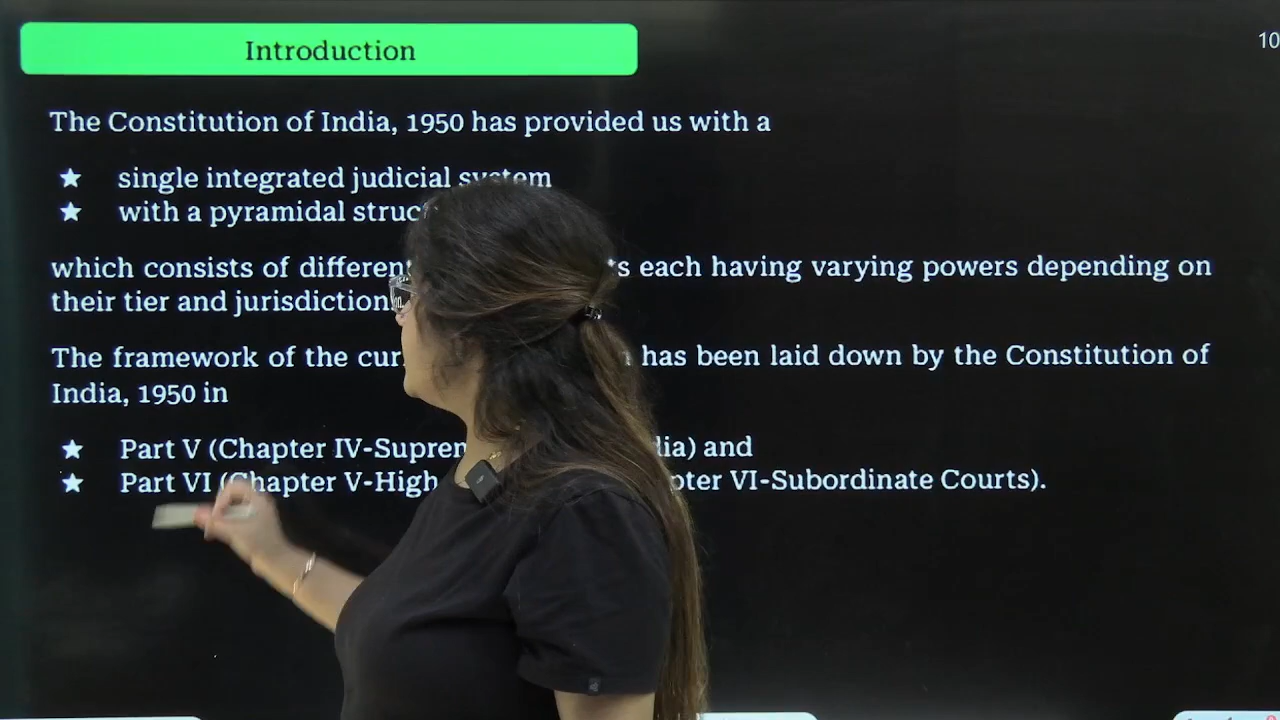 Introduction
10
The Constitution of India, 1950 has provided us with a
★ single integrated judicial system
★ with a pyramidal struc
which consists of differen s each having varying powers depending on
their tier and jurisdiction
The framework of the cur has been laid down by the Constitution of
India, 1950 in
★ Part V (Chapter IV-Suprem dia) and
★ Part VI (Chapter V-High pter VI-Subordinate Courts).